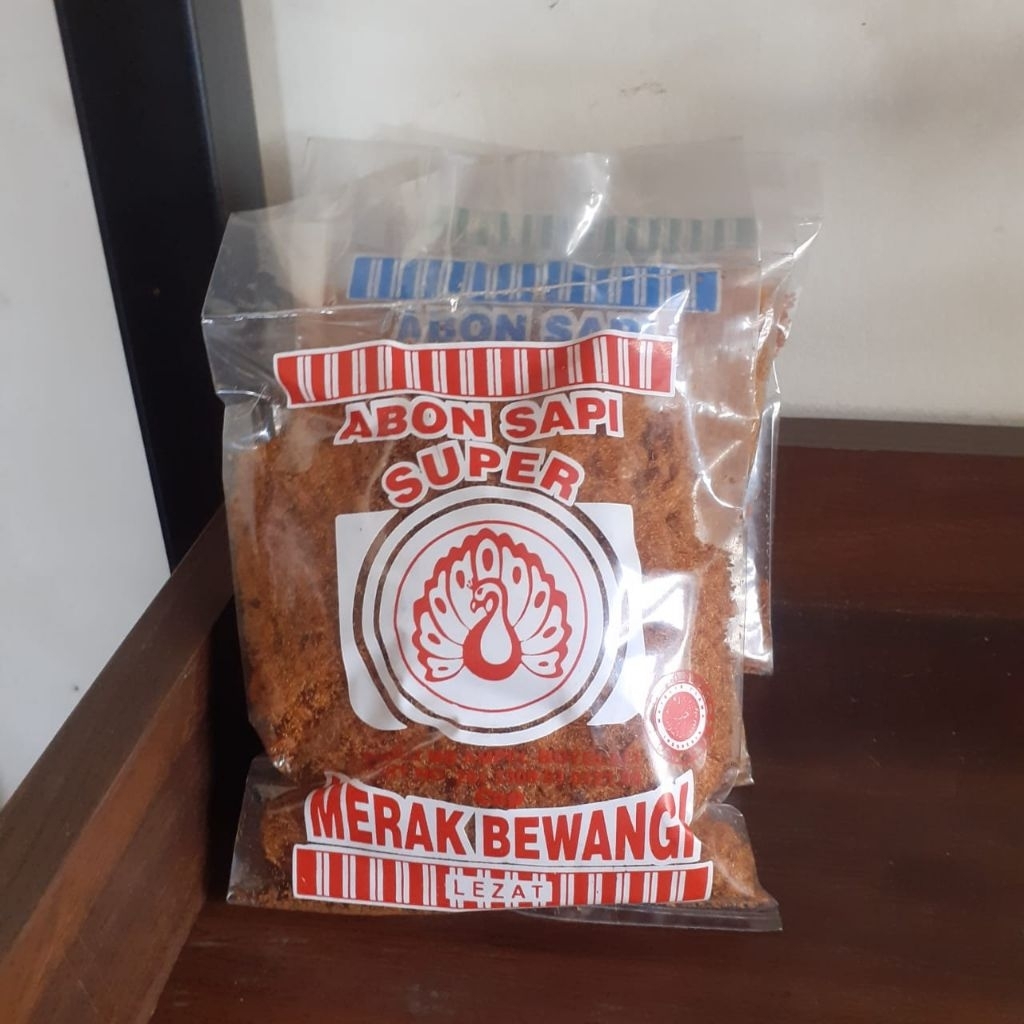 ABON SAPI
ABON SAPI
SUPER
MERAK BEWANGI
LEZAT